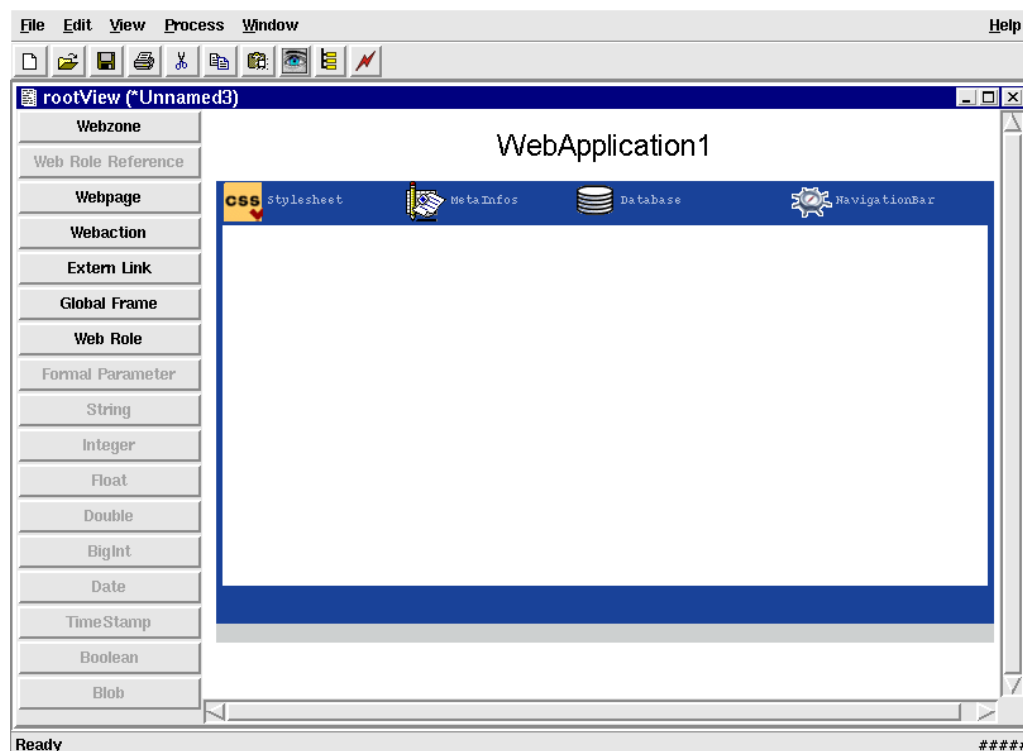 File Edit View Process Window Help
rootView (*Unnamed3)
Webzone
Web Role Reference
Webpage
Webaction
Extern Link
Global Frame
Web Role
Formal Parameter
String
Integer
Float
Double
BigInt
Date
TimeStamp
Boolean
Blob
WebApplication1
css Stylesheet MetaInfos Database NavigationBar
Ready #####